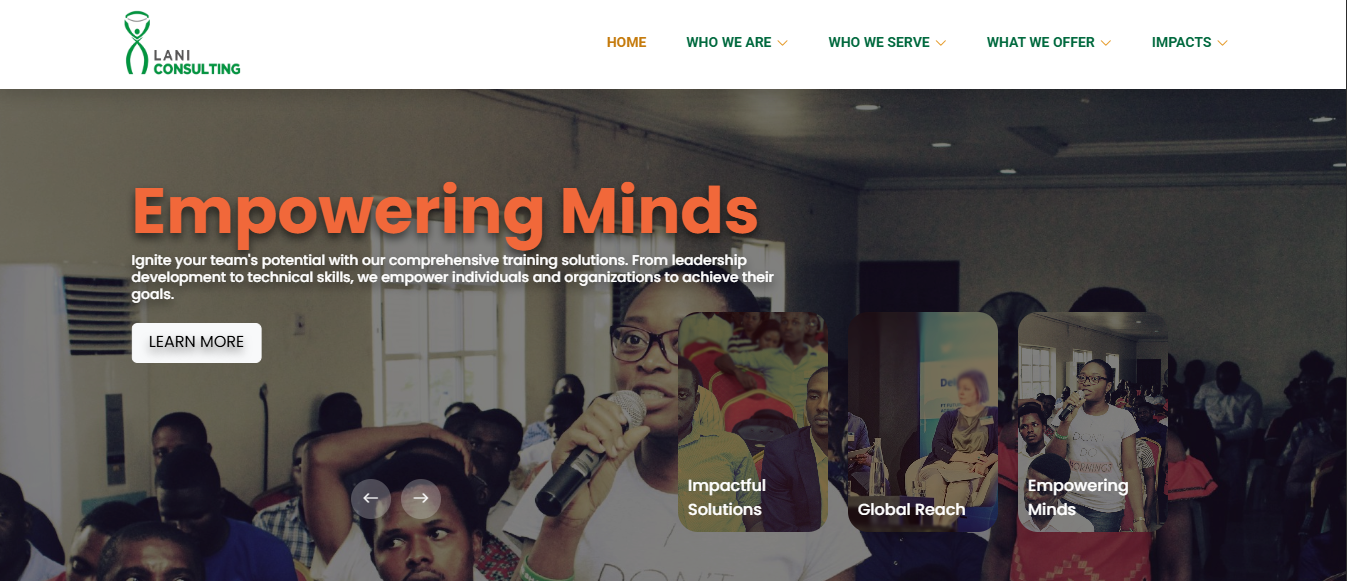 LANI
CONSULTING
HOME
WHO WE ARE
WHO WE SERVE
WHAT WE OFFER
IMPACTS
Empowering Minds
Ignite your team's potential with our comprehensive training solutions. From leadership
development to technical skills, we empower individuals and organizations to achieve their
goals.
LEARN MORE
Impactful
Solutions
Global Reach
Empowering
Minds
DON'T